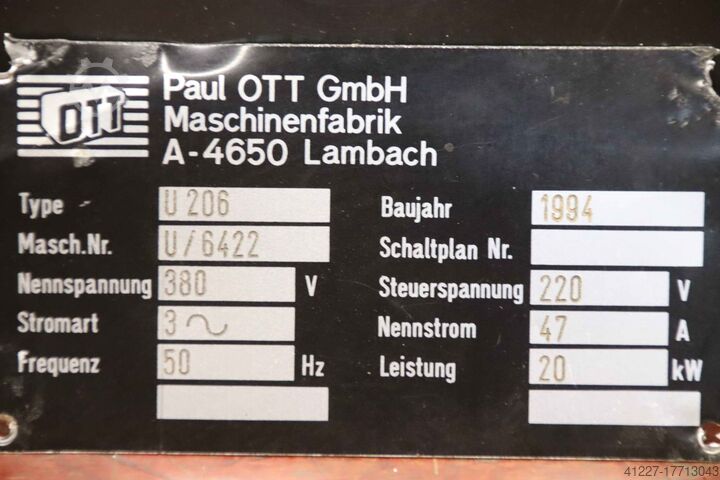 OTT
Paul OTT GmbH
Maschinenfabrik
A-4650 Lambach
Type U 206
Masch.Nr. U/6422
Nennspannung 380 V
Stromart 3 ~
Frequenz 50 Hz
Baujahr 1994
Schaltplan Nr.
Steuerspannung 220 V
Nennstrom 47 A
Leistung 20 kW
41227-17713043